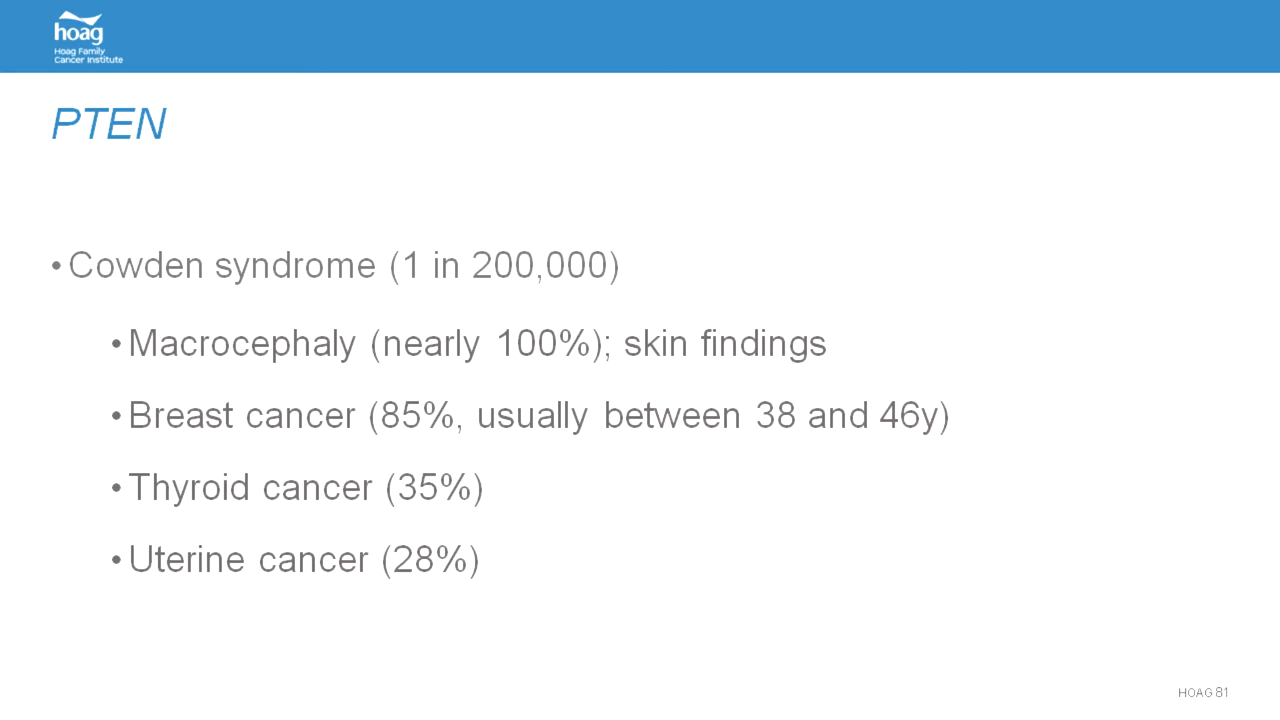 hoag
Hoag Family
Cancer Institute
PTEN
• Cowden syndrome (1 in 200,000)
• Macrocephaly (nearly 100%); skin findings
• Breast cancer (85%, usually between 38 and 46y)
• Thyroid cancer (35%)
• Uterine cancer (28%)
HOAG 81